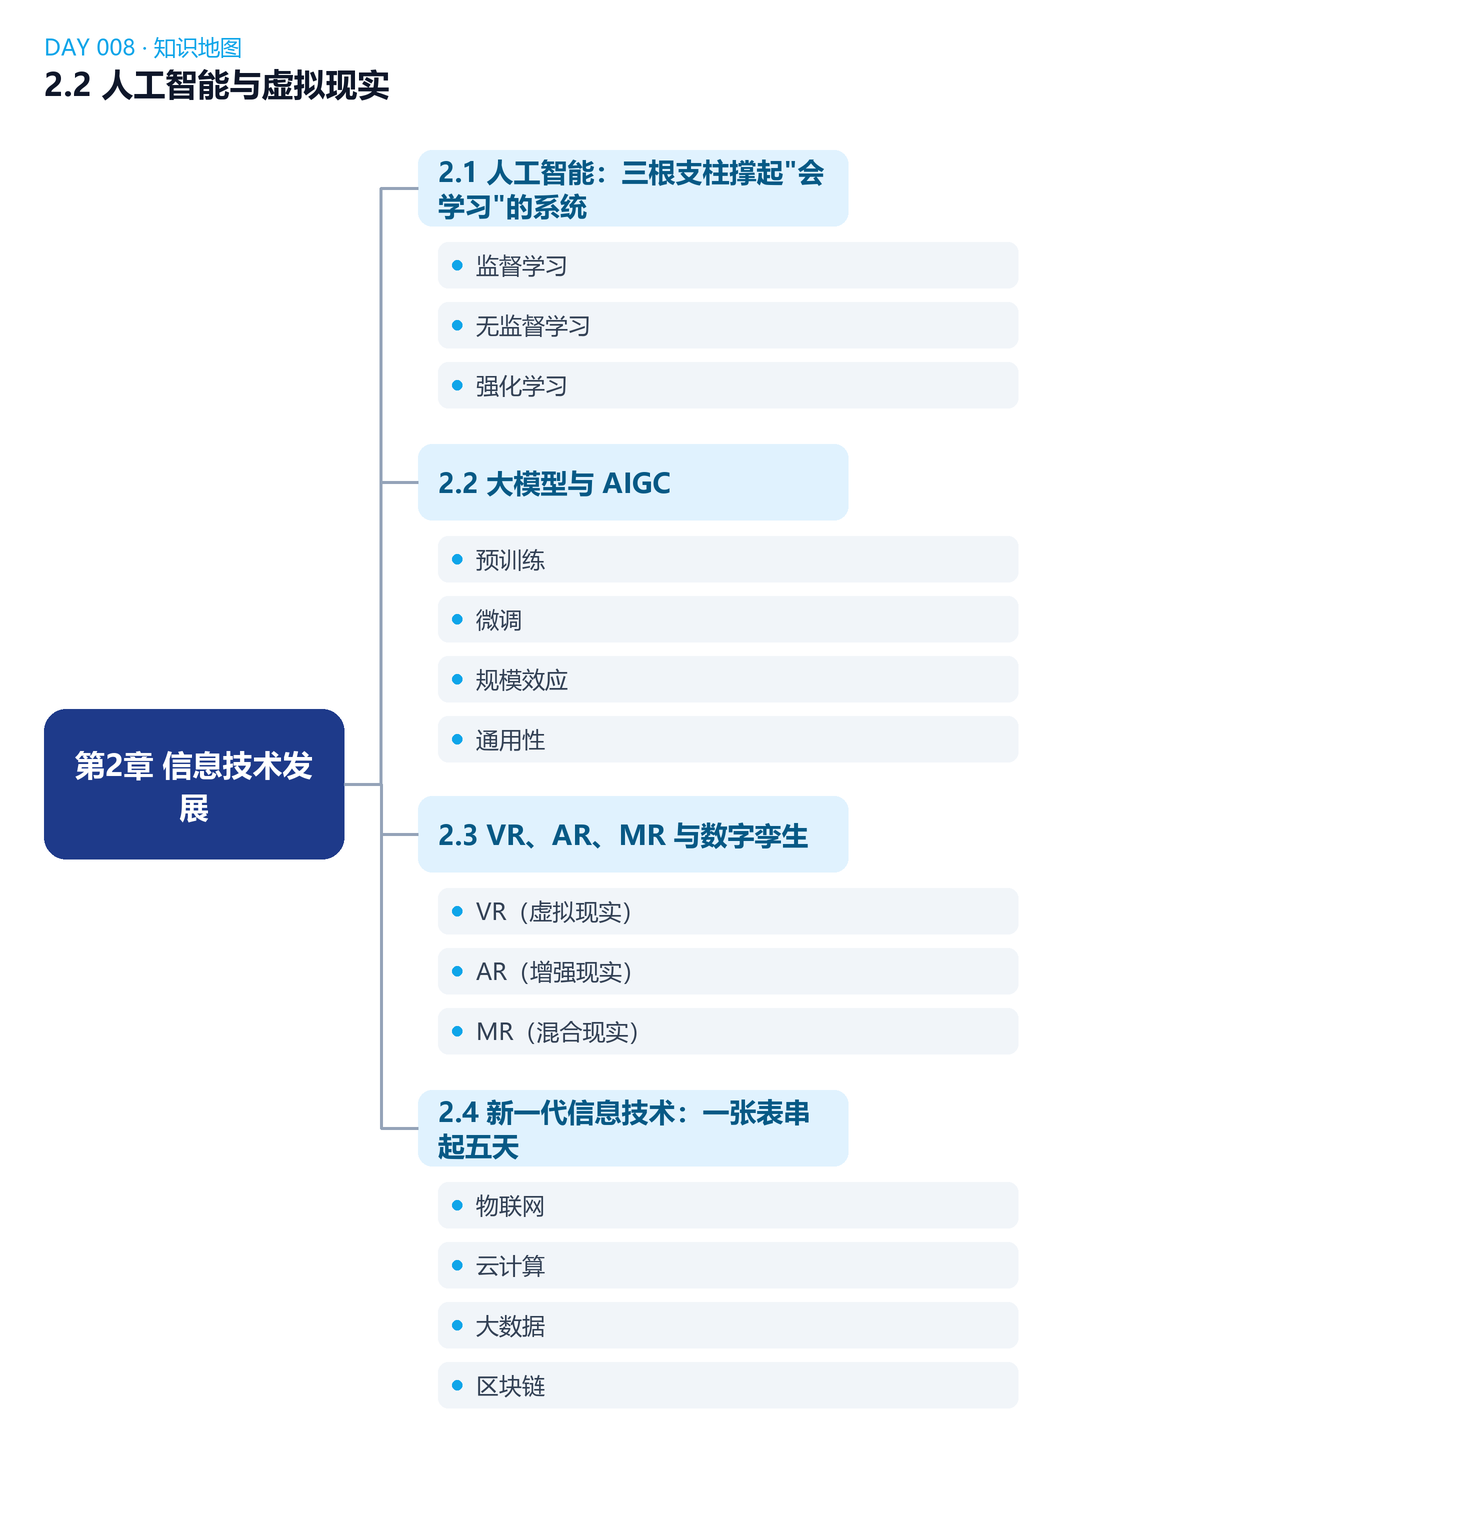 DAY 008 · 知识地图
2.2 人工智能与虚拟现实
2.1 人工智能：三根支柱撑起"会
学习"的系统
监督学习
无监督学习
强化学习
2.2 大模型与 AIGC
预训练
微调
规模效应
通用性
第2章 信息技术发
展
2.3 VR、AR、MR 与数字孪生
VR（虚拟现实）
AR（增强现实）
MR（混合现实）
2.4 新一代信息技术：一张表串
起五天
物联网
云计算
大数据
区块链